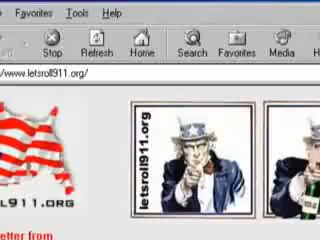 Favorites Tools Help
Stop Refresh Home Search Favorites Media
/www.letsroll911.org/
letsroll911.org
L911.ORG
etter from